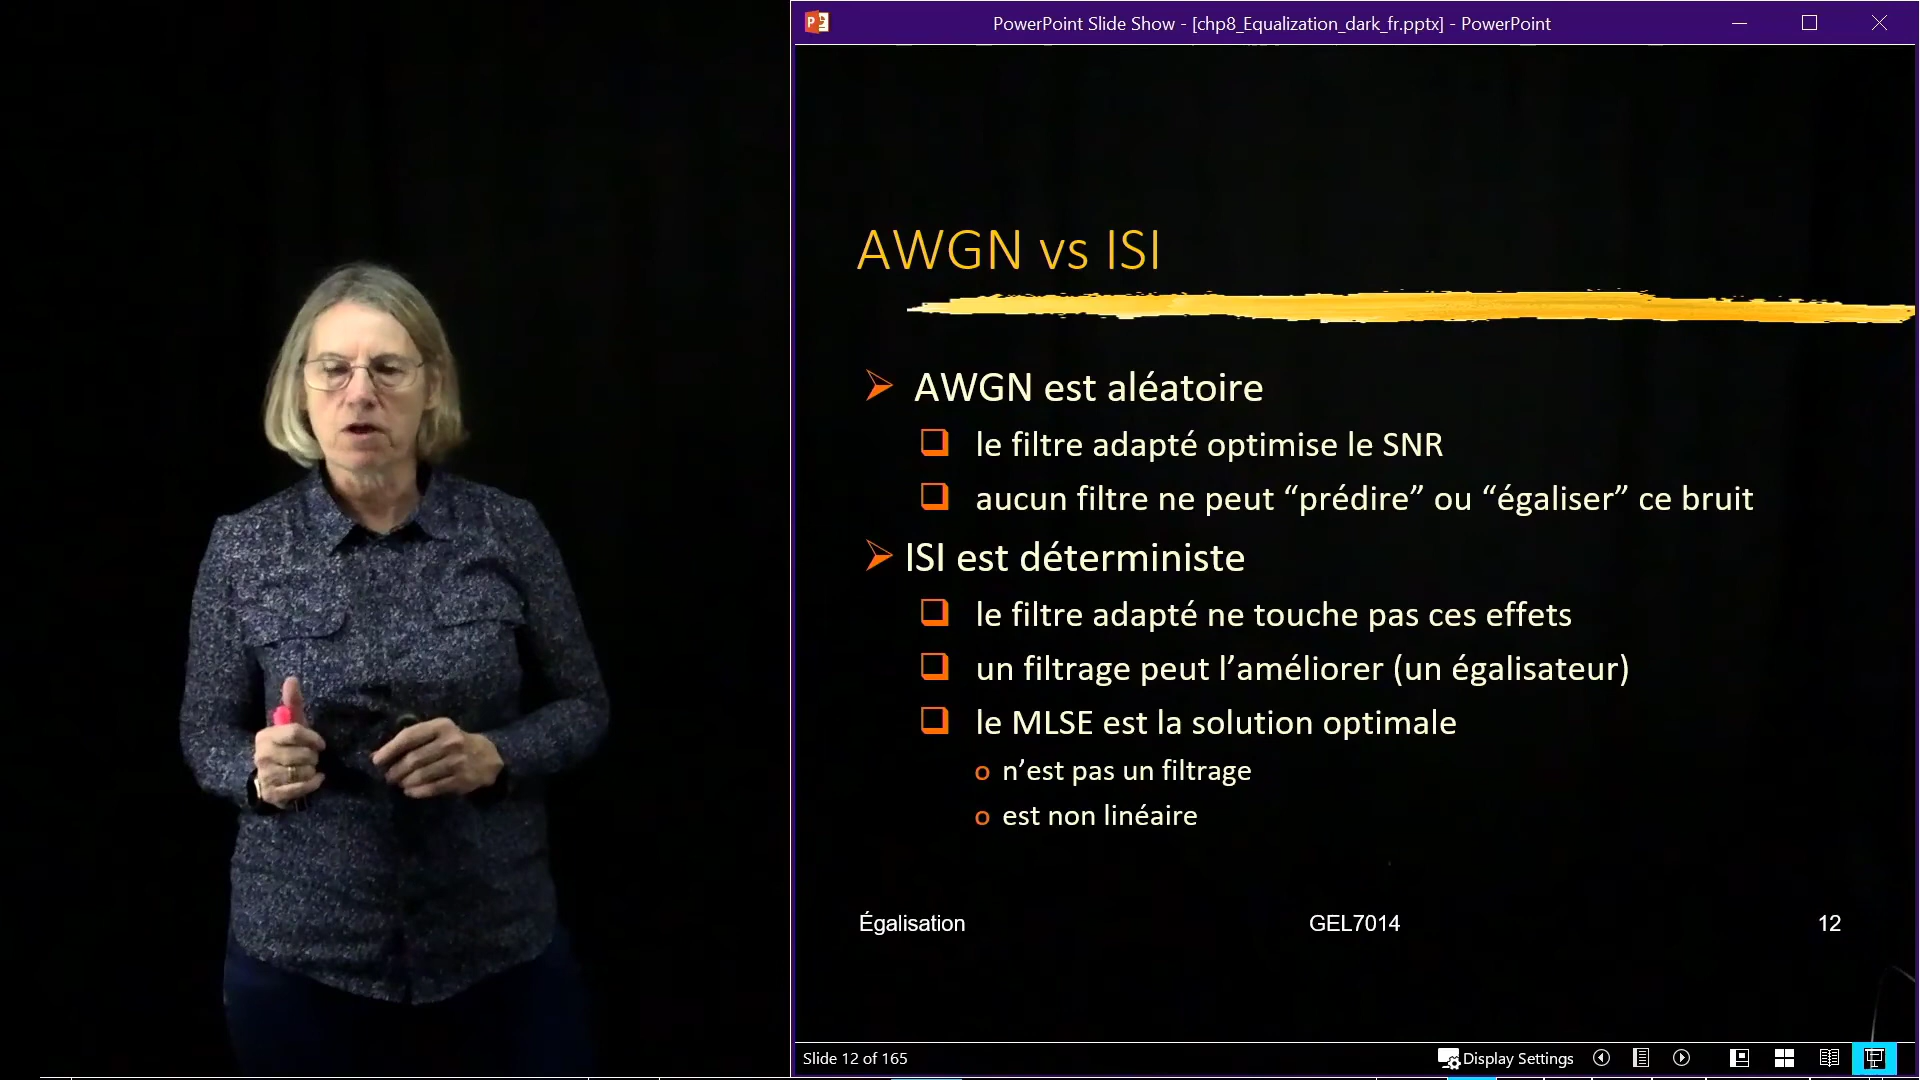 PowerPoint Slide Show - [chp8_Equalization_dark_fr.pptx] - PowerPoint
AWGN vs ISI
AWGN est aléatoire
le filtre adapté optimise le SNR
aucun filtre ne peut “prédire” ou “égaliser” ce bruit
ISI est déterministe
le filtre adapté ne touche pas ces effets
un filtrage peut l’améliorer (un égalisateur)
le MLSE est la solution optimale
o n’est pas un filtrage
o est non linéaire
Égalisation GEL7014 12
Slide 12 of 165 Display Settings